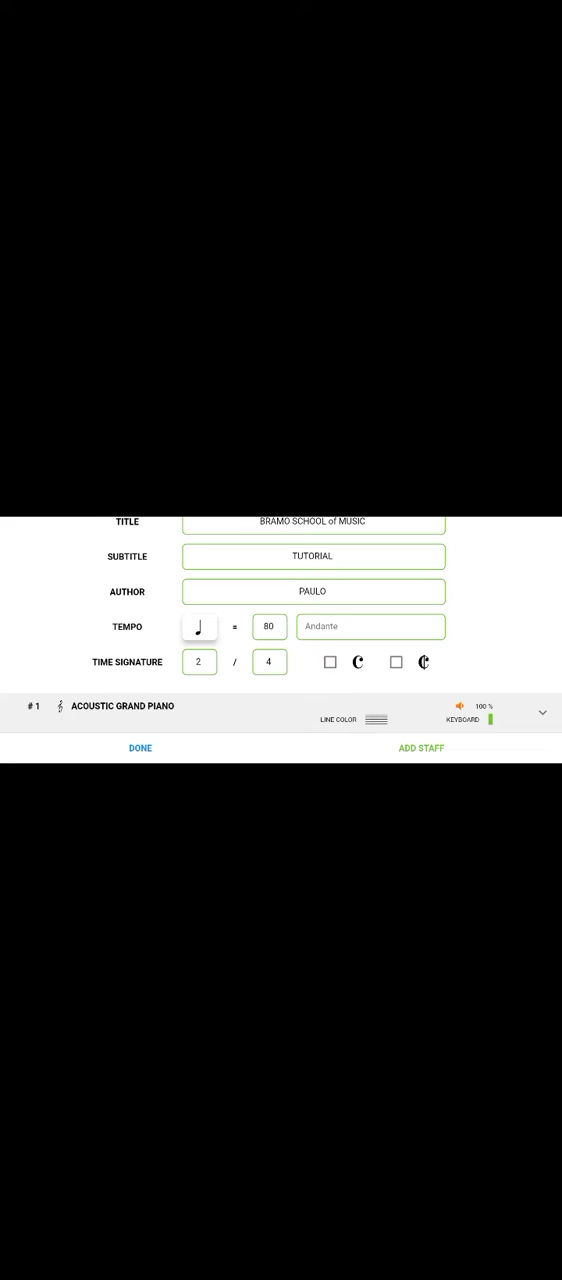 TITLE BRAMO SCHOOL of MUSIC
SUBTITLE TUTORIAL
AUTHOR PAULO
TEMPO = 80 Andante
TIME SIGNATURE 2 / 4
# 1 ACOUSTIC GRAND PIANO 100 %
LINE COLOR KEYBOARD
DONE ADD STAFF